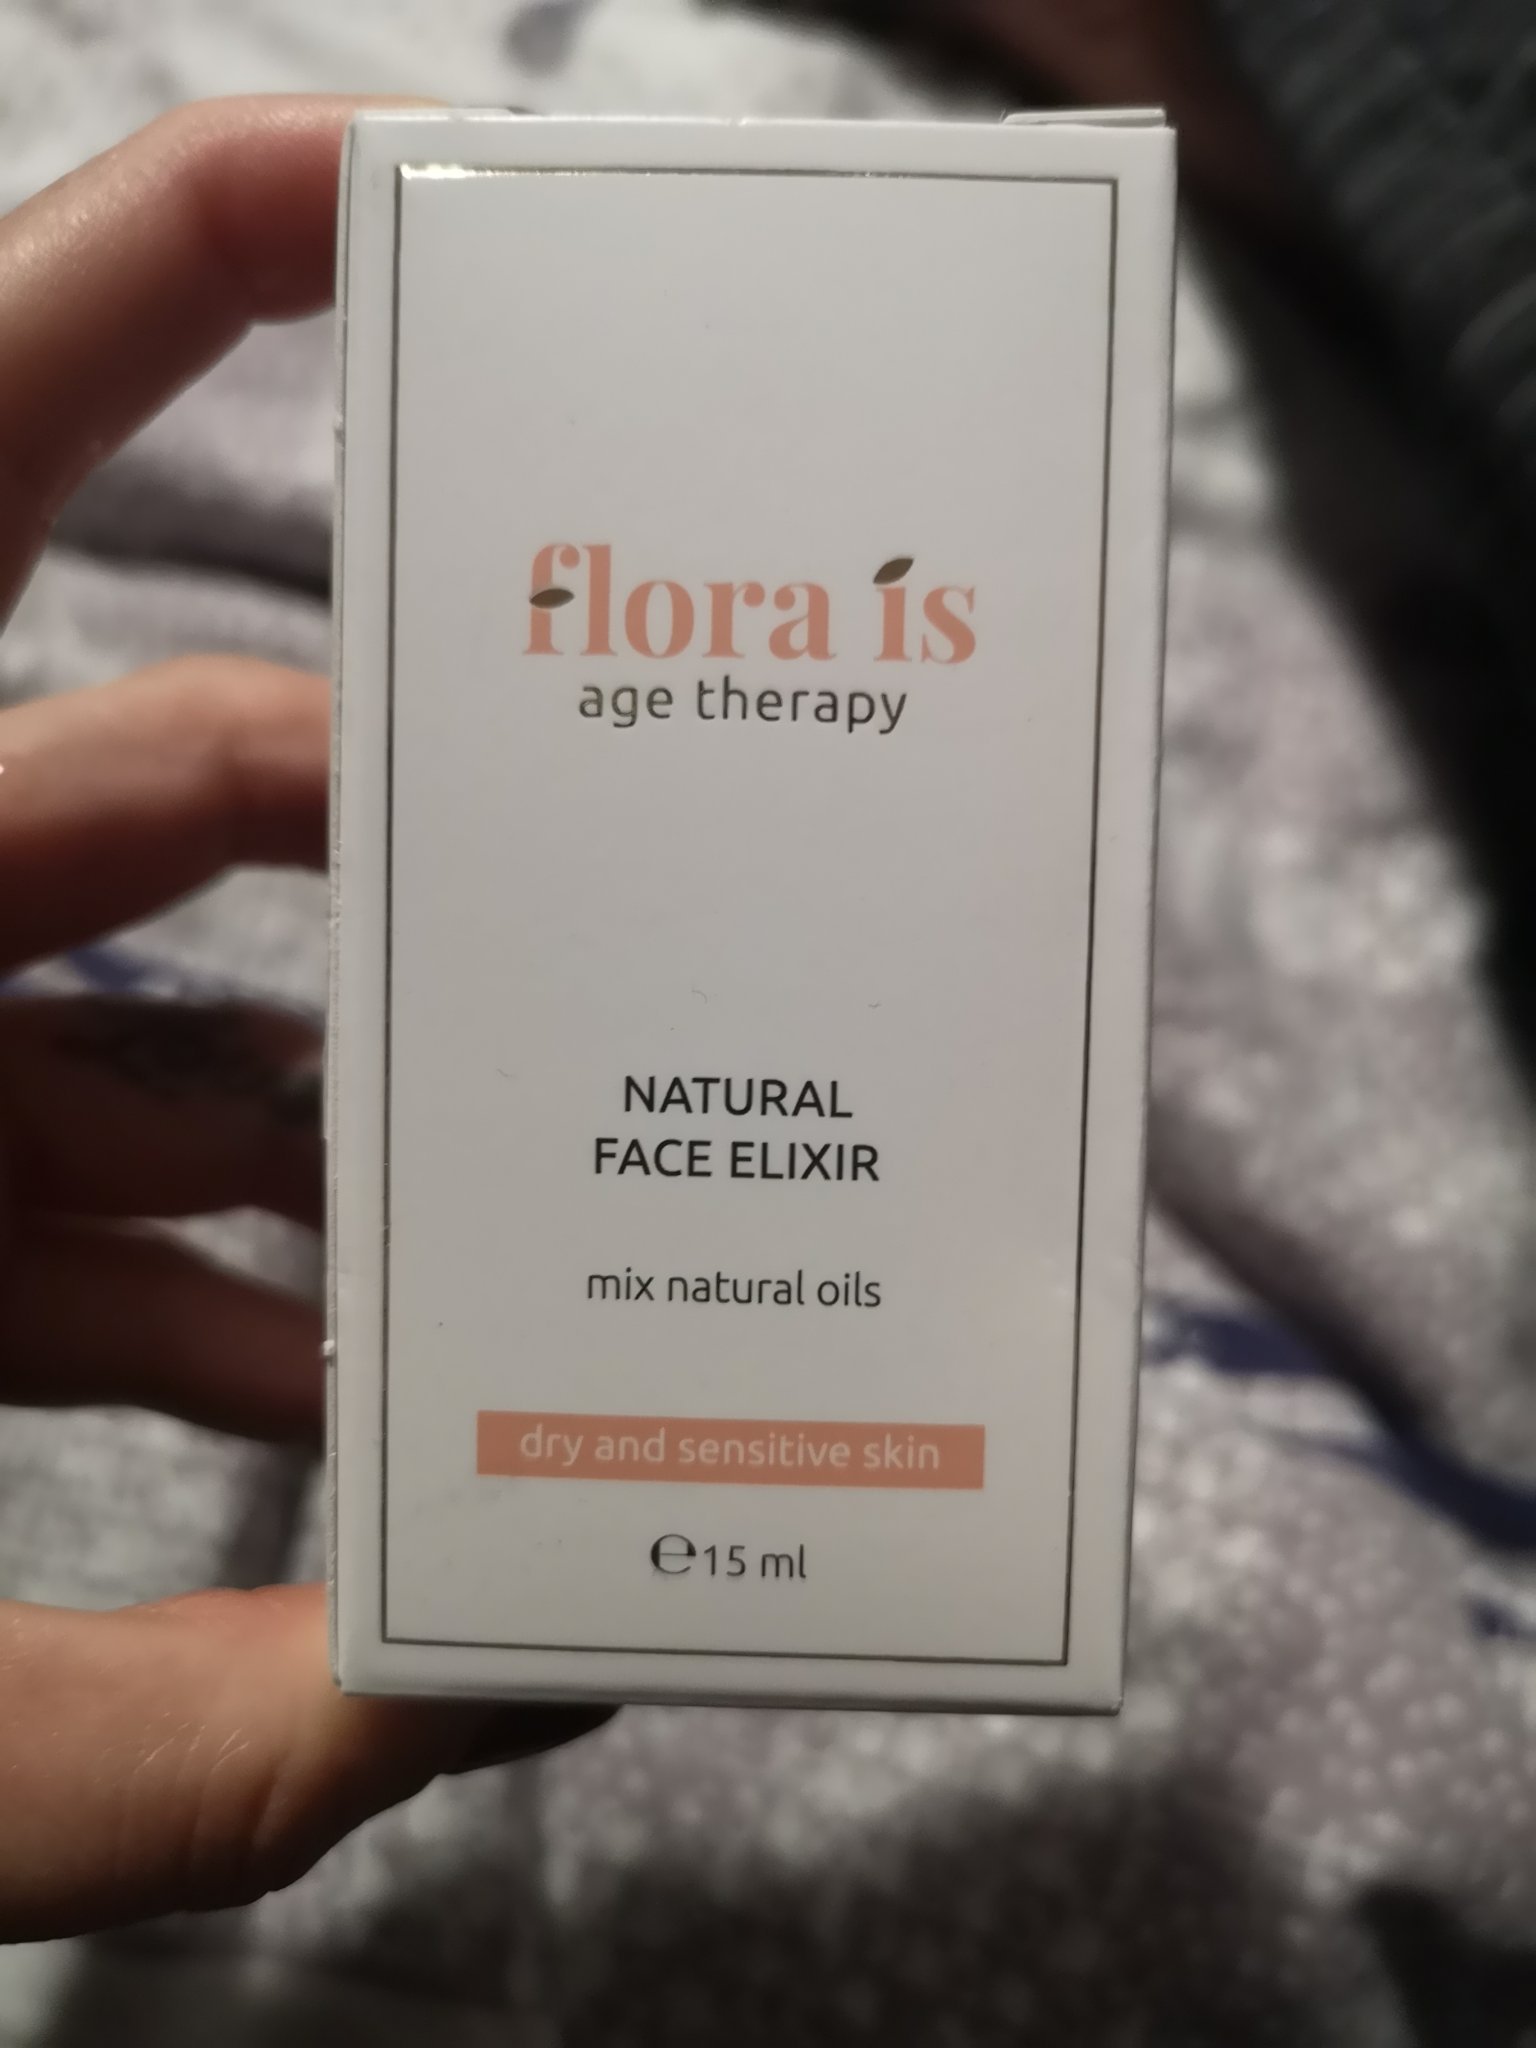 flora is
age therapy
NATURAL
FACE ELIXIR
mix natural oils
dry and sensitive skin
℮15 ml